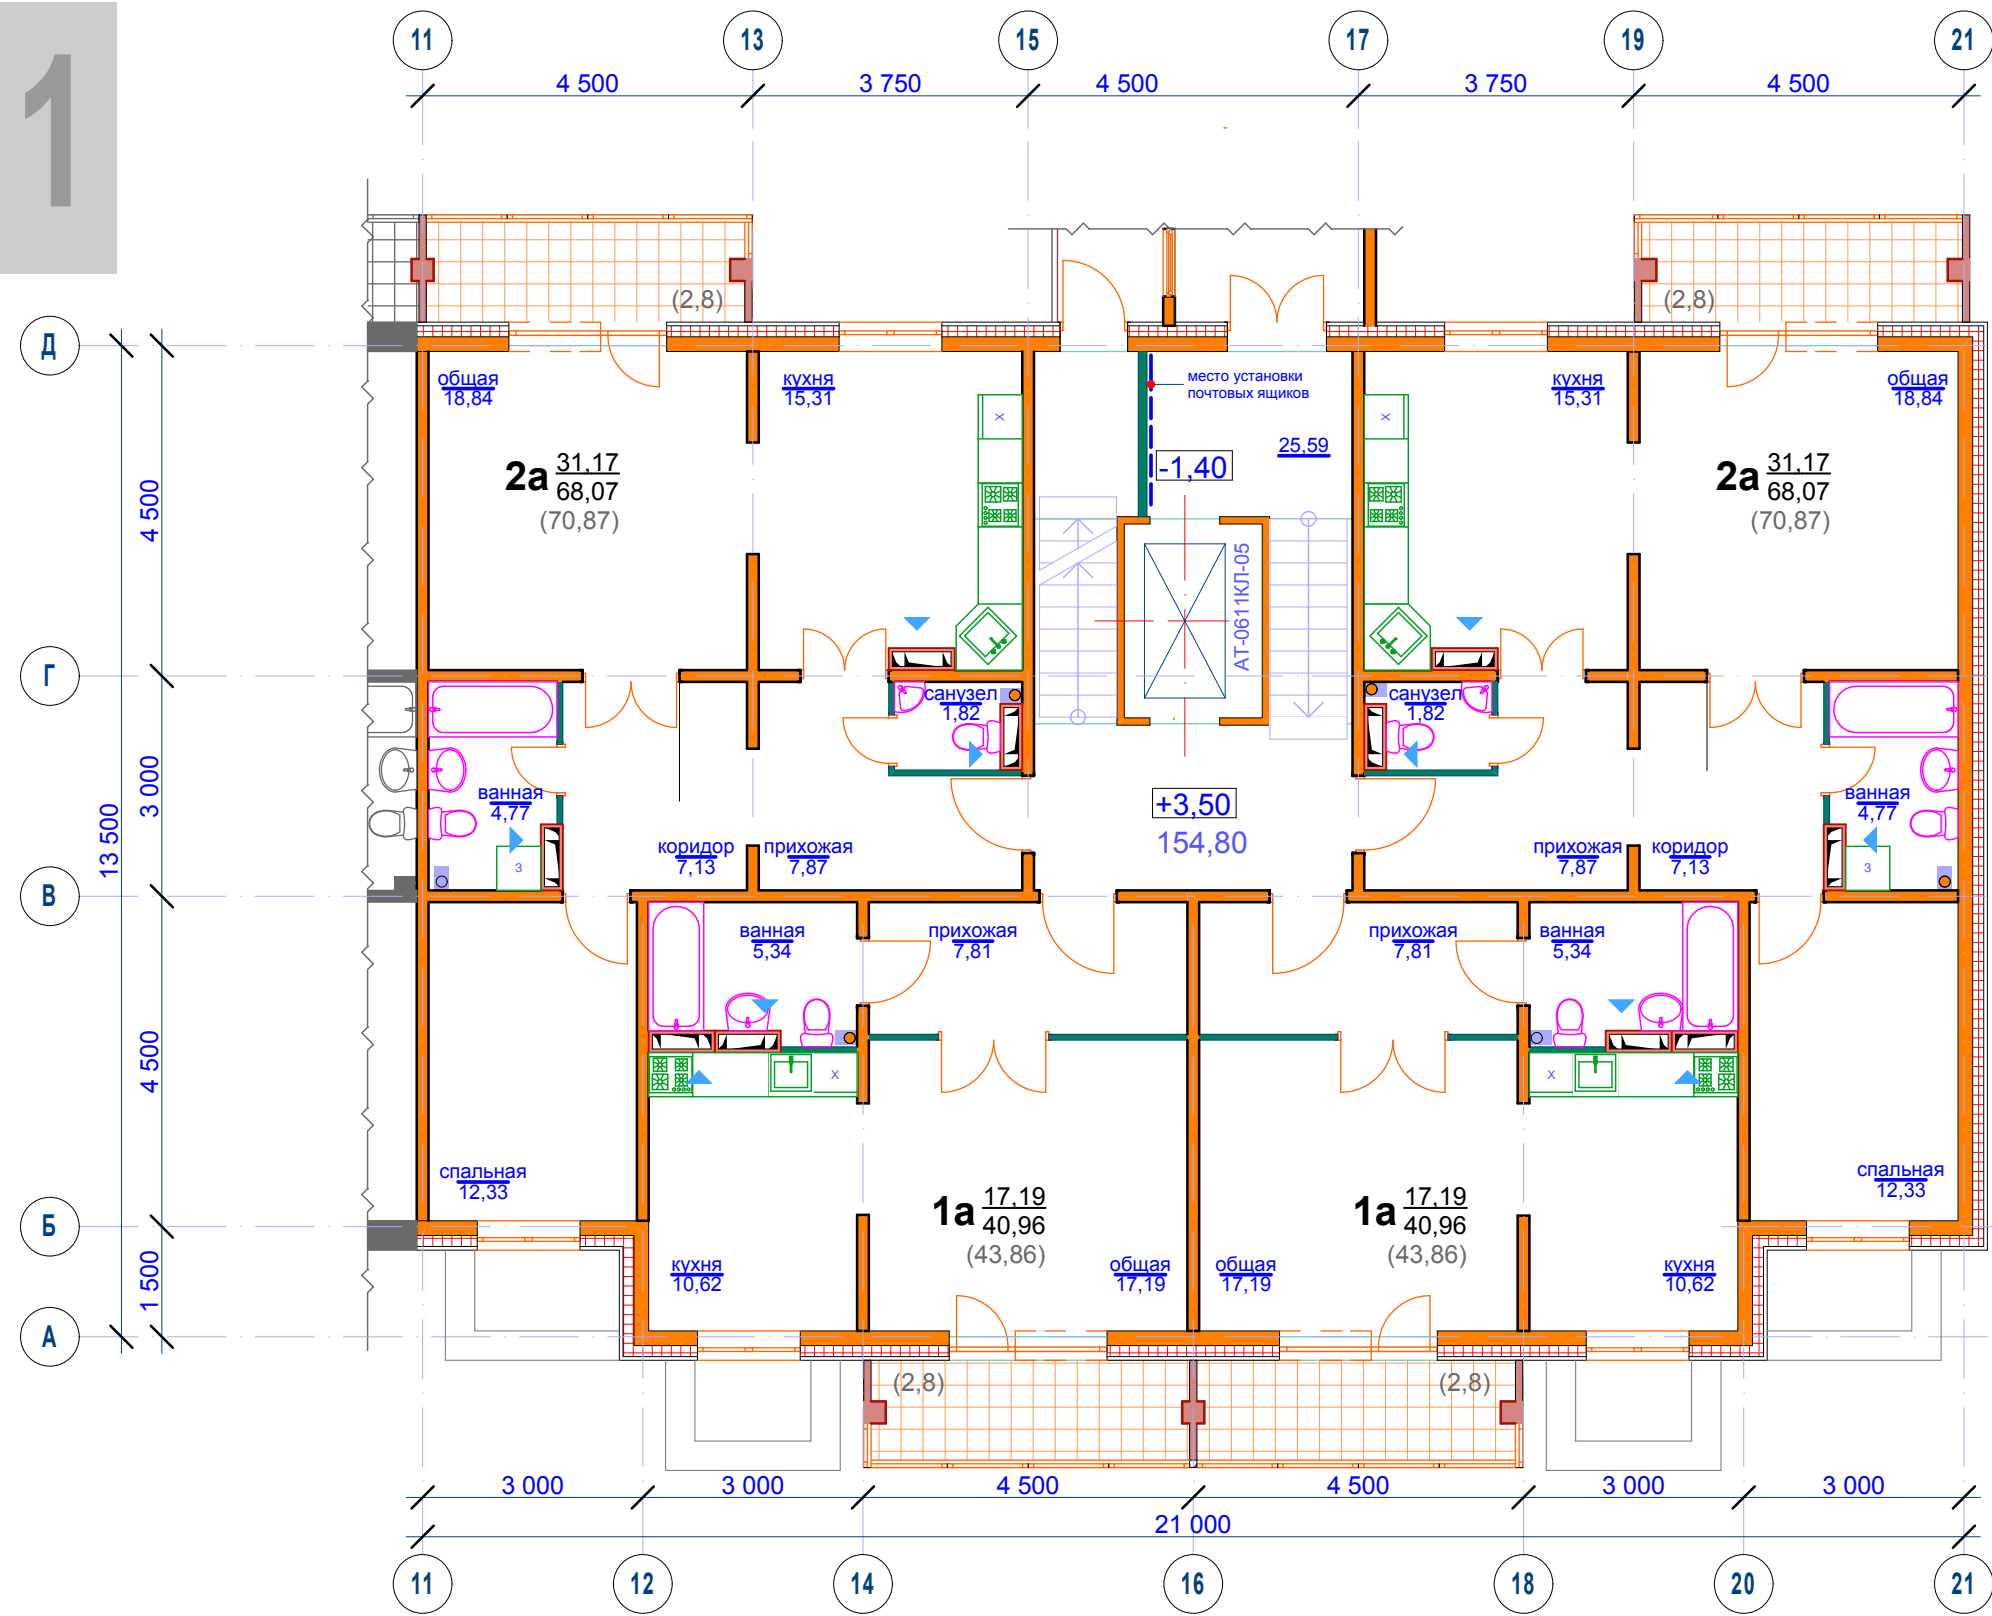 1
11
13
15
17
19
21
4 500
3 750
4 500
3 750
4 500
(2,8)
(2,8)
Д
Г
В
Б
А
13 500
4 500
3 000
4 500
1 500
общая
18,84
кухня
15,31
место установки
почтовых ящиков
кухня
15,31
общая
18,84
2а
31,17
68,07
(70,87)
х
-1,40
25,59
х
2а
31,17
68,07
(70,87)
АТ-0611КЛ-05
санузел
1,82
санузел
1,82
ванная
4,77
з
коридор
7,13
прихожая
7,87
+3,50
154,80
прихожая
7,87
коридор
7,13
ванная
4,77
з
ванная
5,34
прихожая
7,81
прихожая
7,81
ванная
5,34
х
х
спальная
12,33
1а
17,19
40,96
(43,86)
1а
17,19
40,96
(43,86)
спальная
12,33
кухня
10,62
общая
17,19
общая
17,19
кухня
10,62
(2,8)
(2,8)
3 000
3 000
4 500
4 500
3 000
3 000
21 000
11
12
14
16
18
20
21